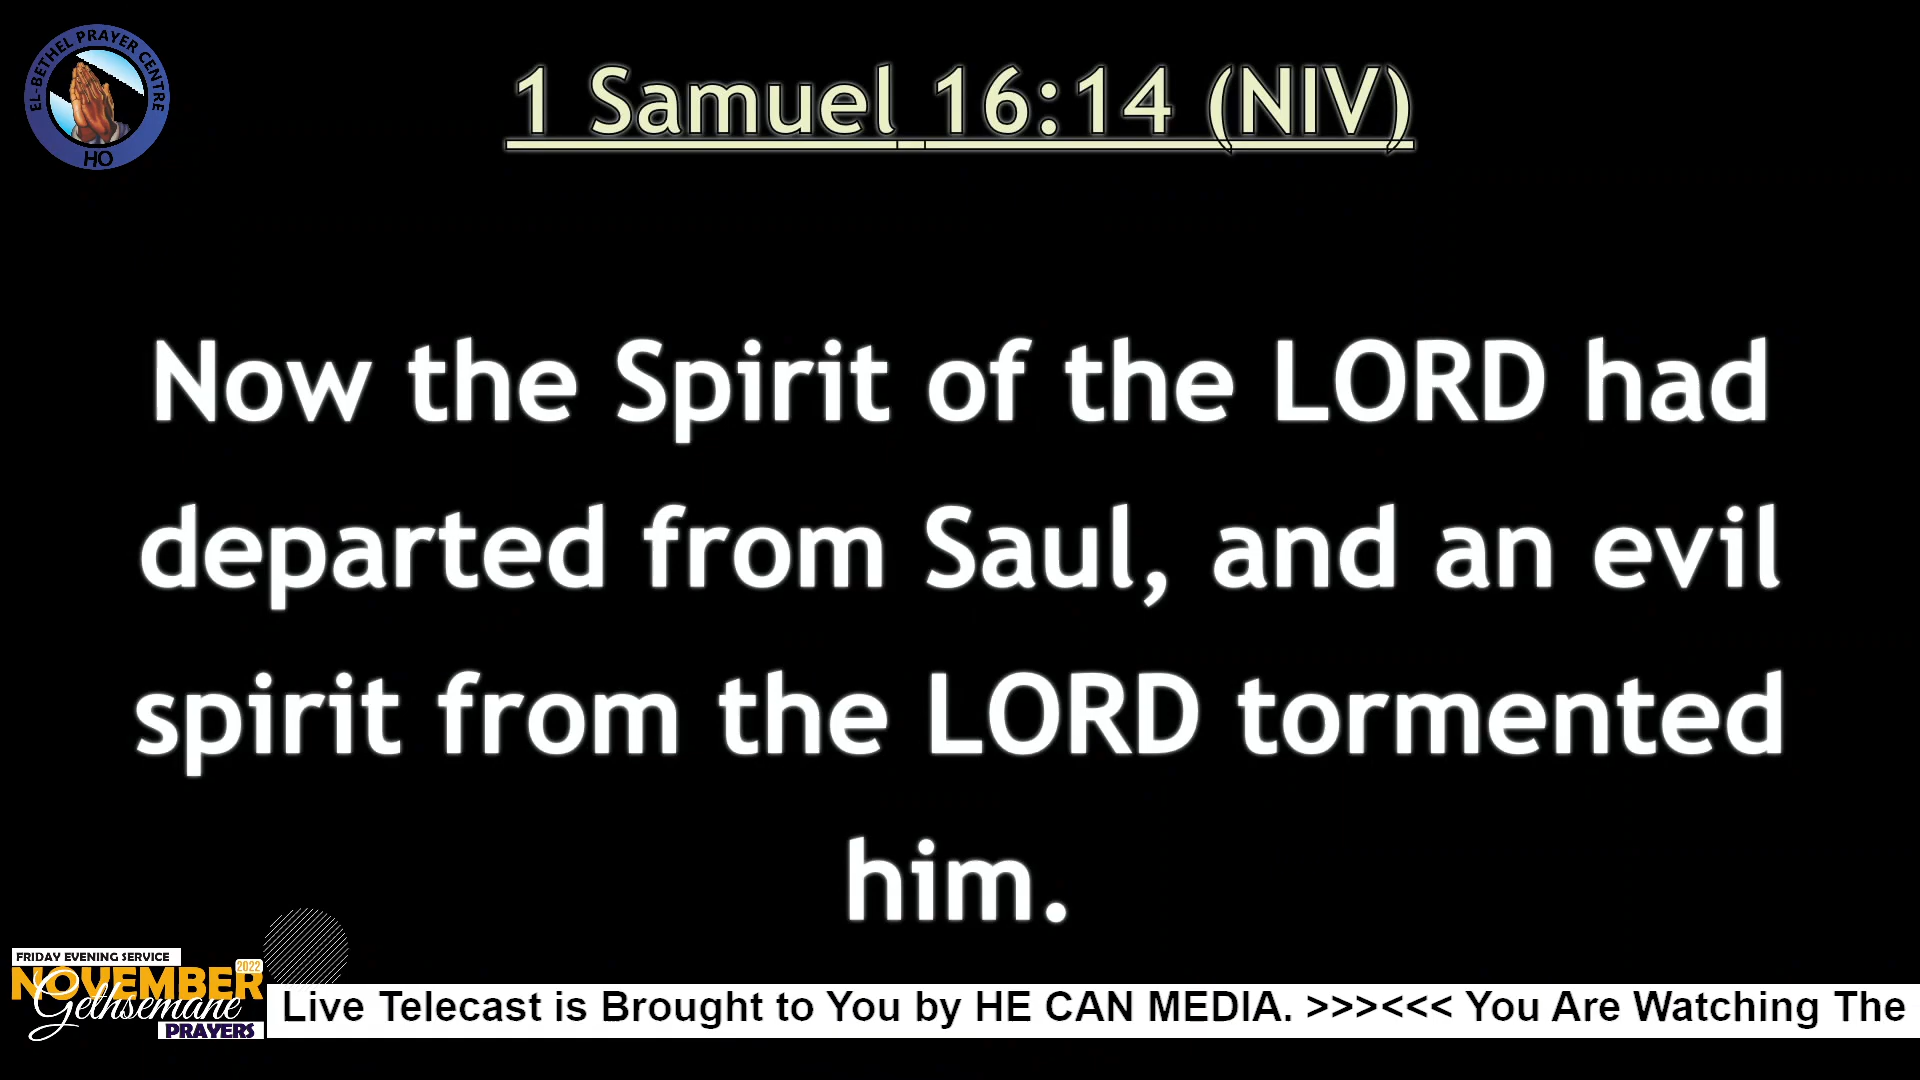 EL-BETHEL PRAYER CENTRE
HO
1 Samuel 16:14 (NIV)
Now the Spirit of the LORD had
departed from Saul, and an evil
spirit from the LORD tormented
him.
FRIDAY EVENING SERVICE
2022
NOVEMBER
Gethsemane
PRAYERS
Live Telecast is Brought to You by HE CAN MEDIA. >>><<< You Are Watching The